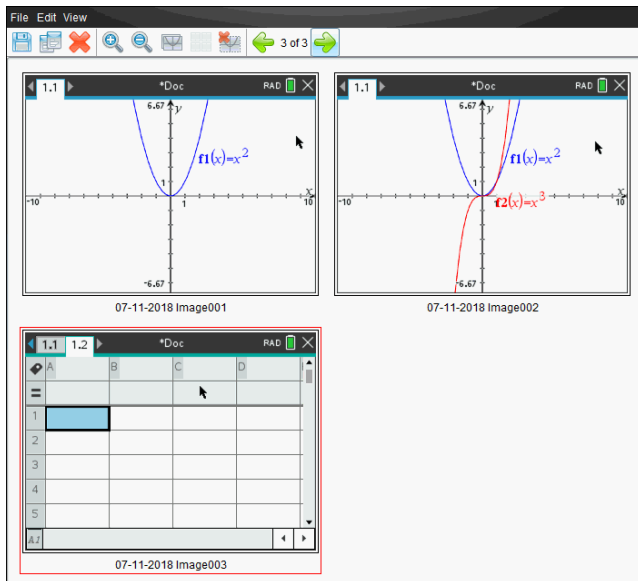 File Edit View
3 of 3
1.1 *Doc RAD
6.67 y
f1(x)=x²
1
-10 1 x 10
-6.67
07-11-2018 Image001
1.1 *Doc RAD
6.67 y
f1(x)=x²
1
-10 1 x 10
f2(x)=x³
-6.67
07-11-2018 Image002
1.1 1.2 *Doc RAD
A B C D
=
1
2
3
4
5
A1
07-11-2018 Image003